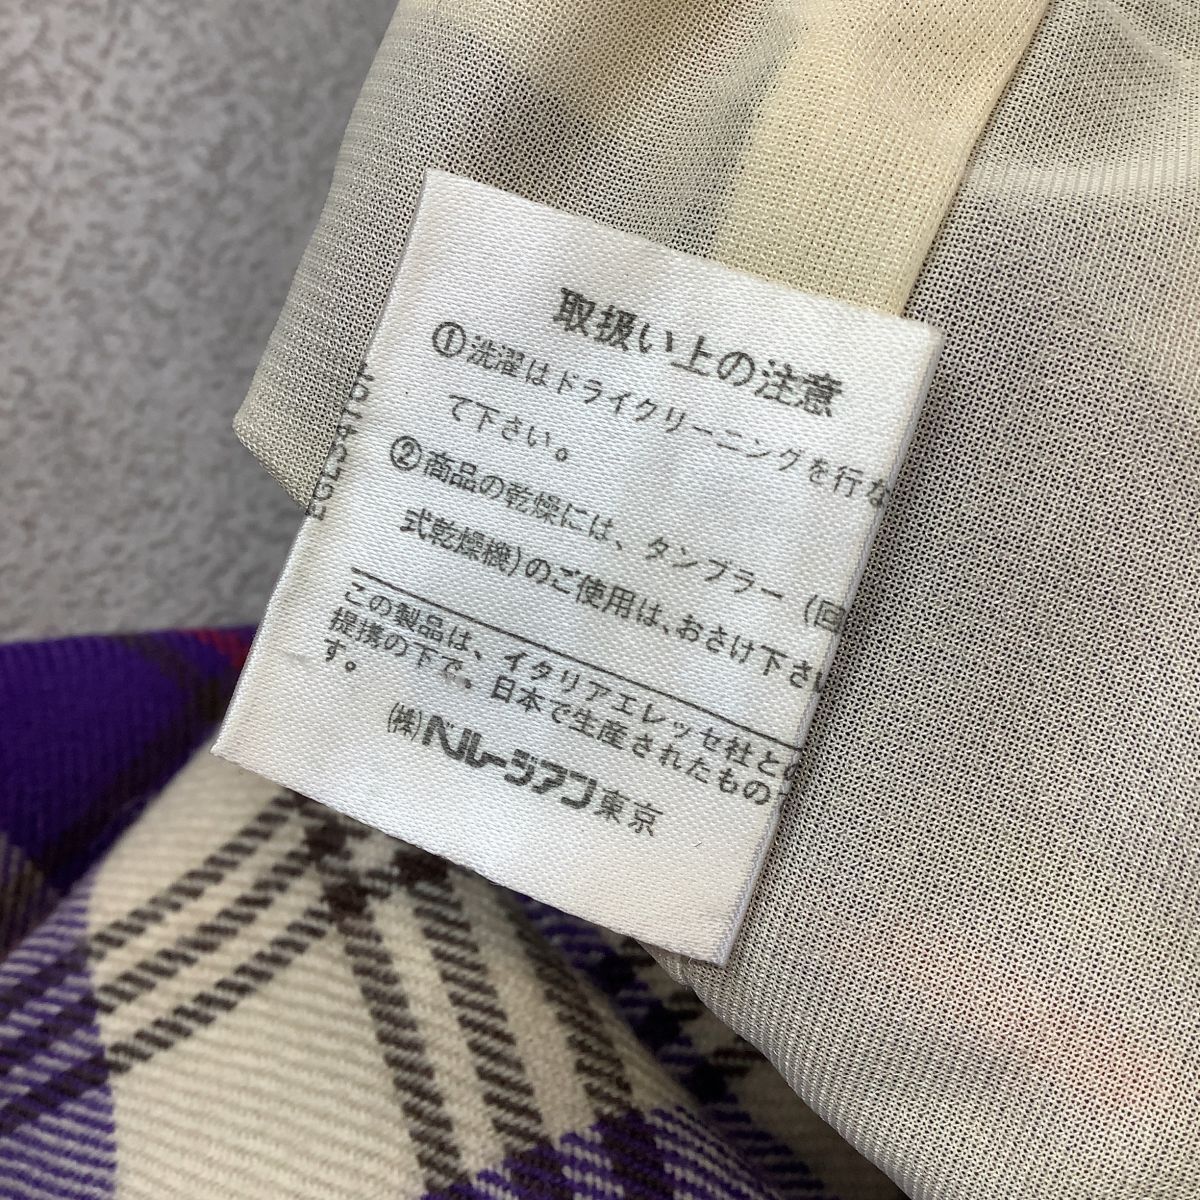 取扱い上の注意
①洗濯はドライクリーニングを行な
て下さい。
②商品の乾燥には、タンブラー(回
式乾燥機)のご使用は、おさけ下さい
この製品は、イタリアエレッセ社との
提携の下で、日本で生産されたもの
す。
(株)ベルーシアン東京